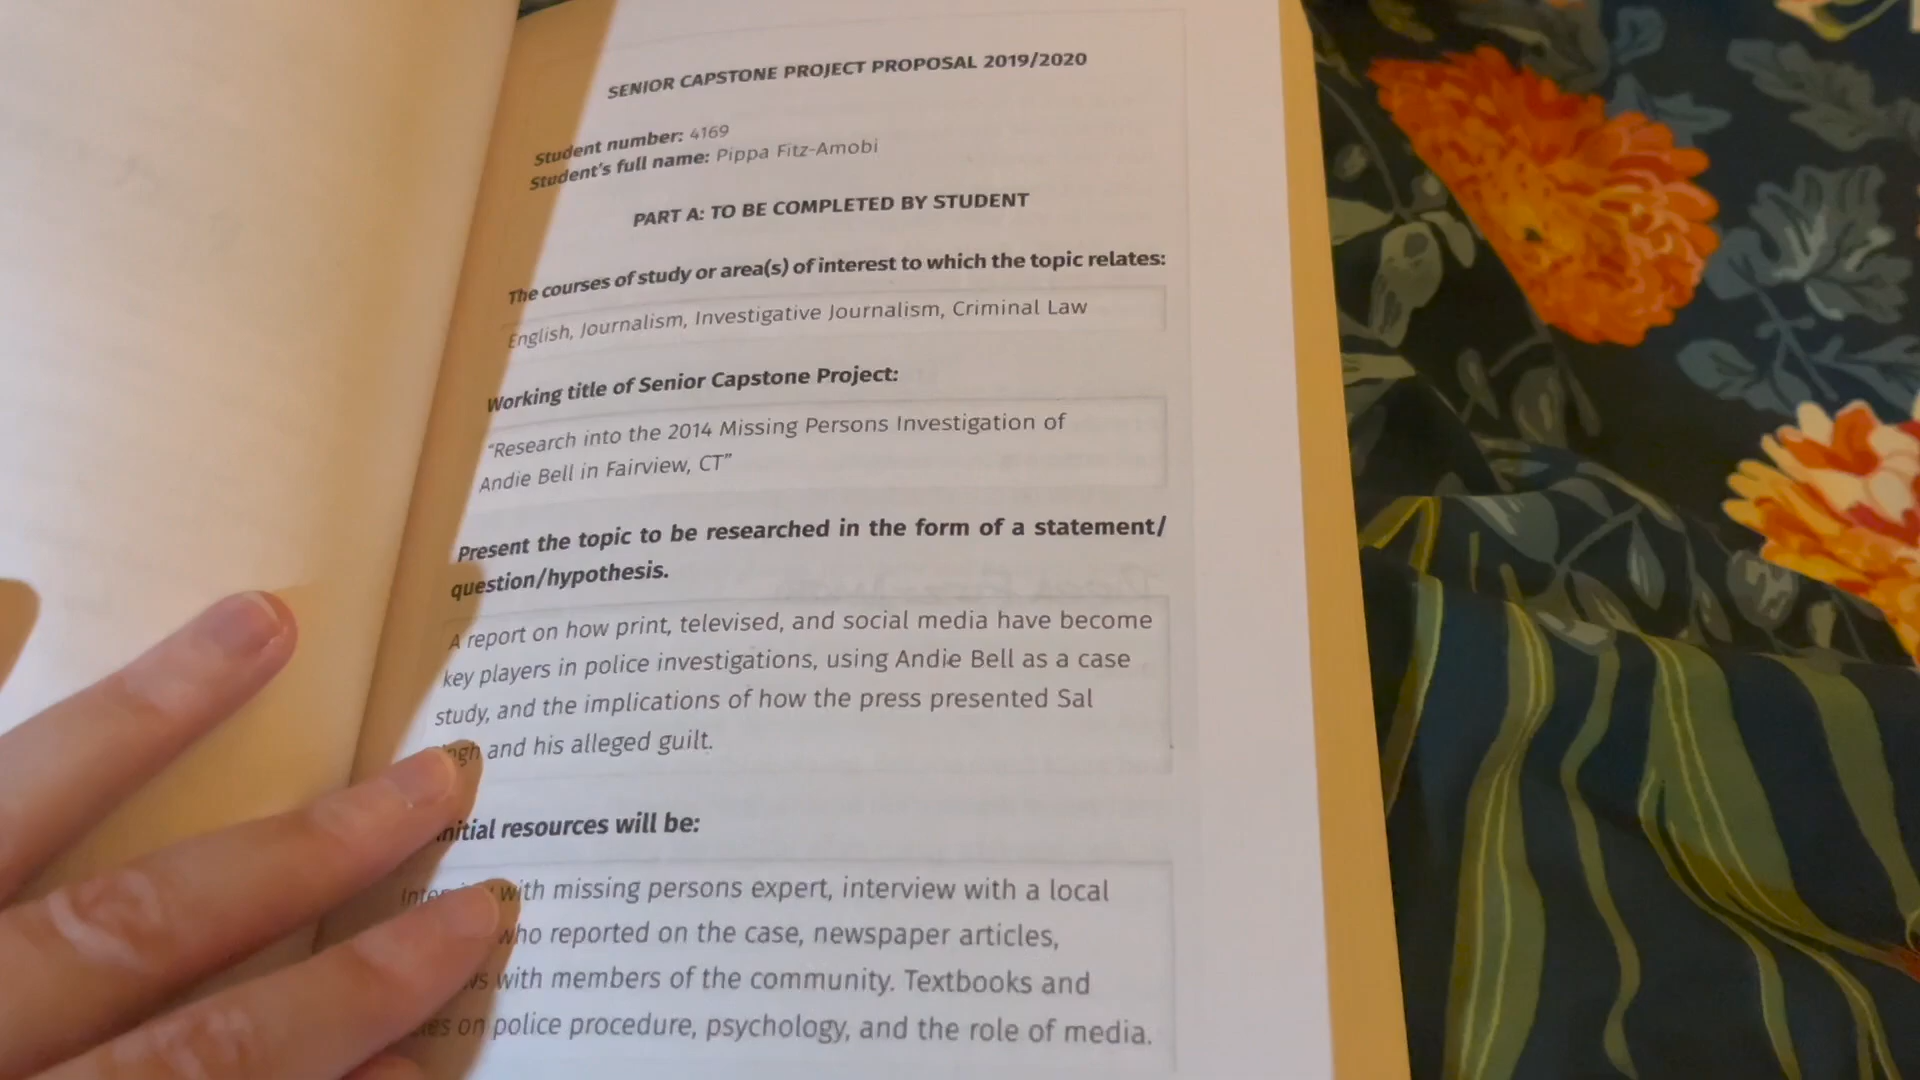 SENIOR CAPSTONE PROJECT PROPOSAL 2019/2020
Student number: 4169
Student's full name: Pippa Fitz-Amobi
PART A: TO BE COMPLETED BY STUDENT
The courses of study or area(s) of interest to which the topic relates:
English, Journalism, Investigative Journalism, Criminal Law
Working title of Senior Capstone Project:
“Research into the 2014 Missing Persons Investigation of
Andie Bell in Fairview, CT”
Present the topic to be researched in the form of a statement/
question/hypothesis.
A report on how print, televised, and social media have become
key players in police investigations, using Andie Bell as a case
study, and the implications of how the press presented Sal
and his alleged guilt.
resources will be:
with missing persons expert, interview with a local
who reported on the case, newspaper articles,
with members of the community. Textbooks and
on police procedure, psychology, and the role of media.